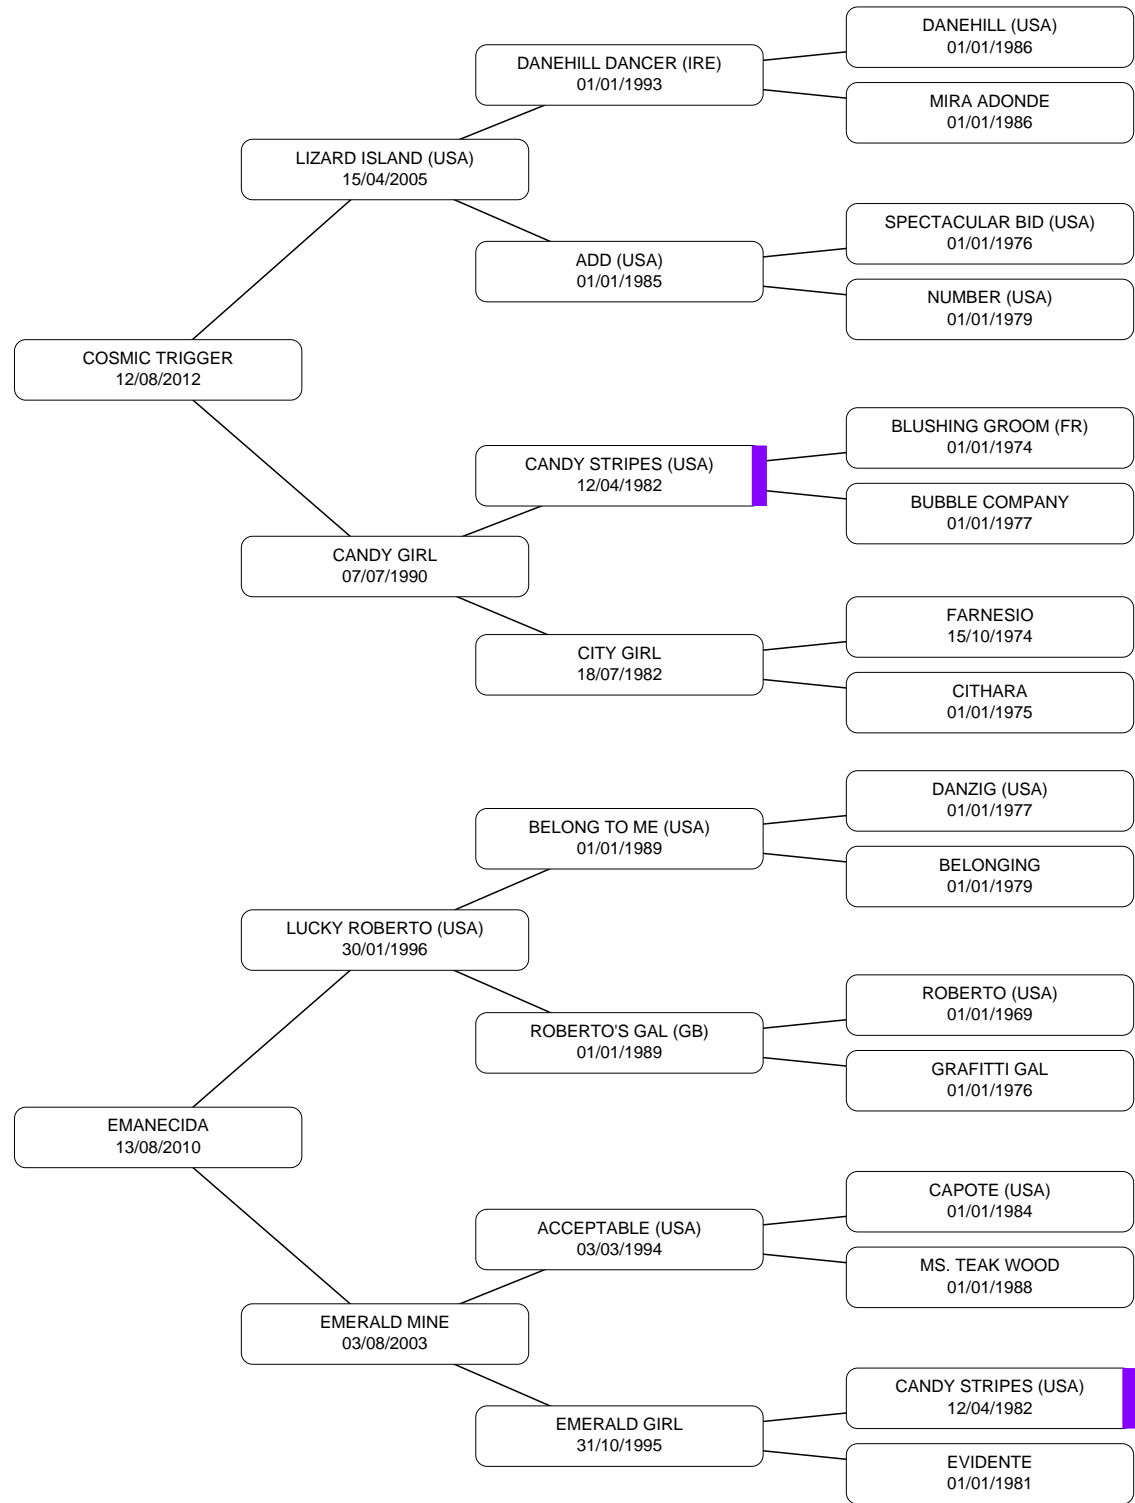 DANEHILL (USA)
01/01/1986
DANEHILL DANCER (IRE)
01/01/1993
MIRA ADONDE
01/01/1986
LIZARD ISLAND (USA)
15/04/2005
SPECTACULAR BID (USA)
01/01/1976
ADD (USA)
01/01/1985
NUMBER (USA)
01/01/1979
COSMIC TRIGGER
12/08/2012
BLUSHING GROOM (FR)
01/01/1974
CANDY STRIPES (USA)
12/04/1982
BUBBLE COMPANY
01/01/1977
CANDY GIRL
07/07/1990
FARNESIO
15/10/1974
CITY GIRL
18/07/1982
CITHARA
01/01/1975
DANZIG (USA)
01/01/1977
BELONG TO ME (USA)
01/01/1989
BELONGING
01/01/1979
LUCKY ROBERTO (USA)
30/01/1996
ROBERTO (USA)
01/01/1969
ROBERTO'S GAL (GB)
01/01/1989
GRAFITTI GAL
01/01/1976
EMANECIDA
13/08/2010
CAPOTE (USA)
01/01/1984
ACCEPTABLE (USA)
03/03/1994
MS. TEAK WOOD
01/01/1988
EMERALD MINE
03/08/2003
CANDY STRIPES (USA)
12/04/1982
EMERALD GIRL
31/10/1995
EVIDENTE
01/01/1981